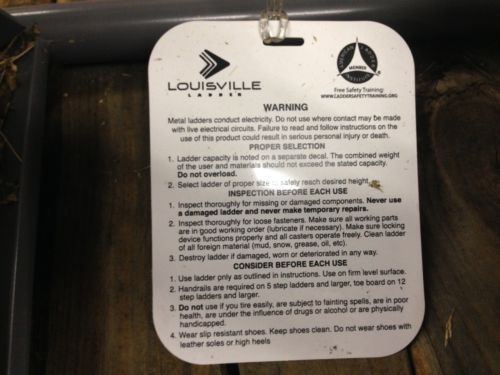 LOUISVILLE
LADDER
AMERICAN LADDER INSTITUTE
MEMBER
Free Safety Training:
WWW.LADDERSAFETYTRAINING.ORG
WARNING
Metal ladders conduct electricity. Do not use where contact may be made
with live electrical circuits. Failure to read and follow instructions on the
use of this product could result in serious personal injury or death.
PROPER SELECTION
1. Ladder capacity is noted on a separate decal. The combined weight
of the user and materials should not exceed the stated capacity.
Do not overload.
2. Select ladder of proper size to safely reach desired height.
INSPECTION BEFORE EACH USE
1. Inspect thoroughly for missing or damaged components. Never use
a damaged ladder and never make temporary repairs.
2. Inspect thoroughly for loose fasteners. Make sure all working parts
are in good working order (lubricate if necessary). Make sure locking
device functions properly and all casters operate freely. Clean ladder
of all foreign material (mud, snow, grease, oil, etc).
3. Destroy ladder if damaged, worn or deteriorated in any way.
CONSIDER BEFORE EACH USE
1. Use ladder only as outlined in instructions. Use on firm level surface.
2. Handrails are required on 5 step ladders and larger, toe board on 12
step ladders and larger.
3. Do not use if you tire easily, are subject to fainting spells, are in poor
health, are under the influence of drugs or alcohol or are physically
handicapped.
4. Wear slip resistant shoes. Keep shoes clean. Do not wear shoes with
leather soles or high heels